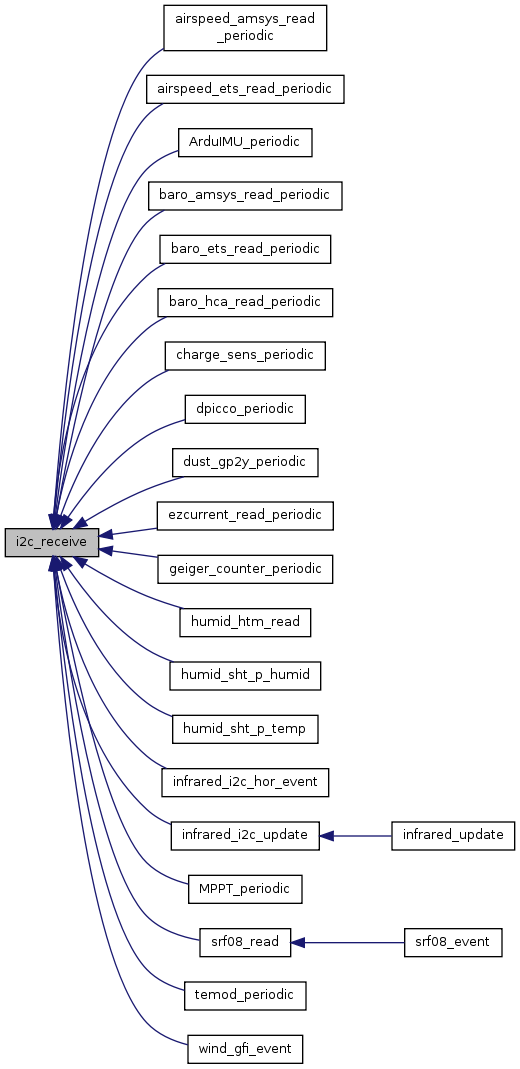 airspeed_amsys_read
_periodic
airspeed_ets_read_periodic
ArduIMU_periodic
baro_amsys_read_periodic
baro_ets_read_periodic
baro_hca_read_periodic
charge_sens_periodic
dpicco_periodic
dust_gp2y_periodic
ezcurrent_read_periodic
i2c_receive
geiger_counter_periodic
humid_htm_read
humid_sht_p_humid
humid_sht_p_temp
infrared_i2c_hor_event
infrared_i2c_update
infrared_update
MPPT_periodic
srf08_read
srf08_event
temod_periodic
wind_gfi_event